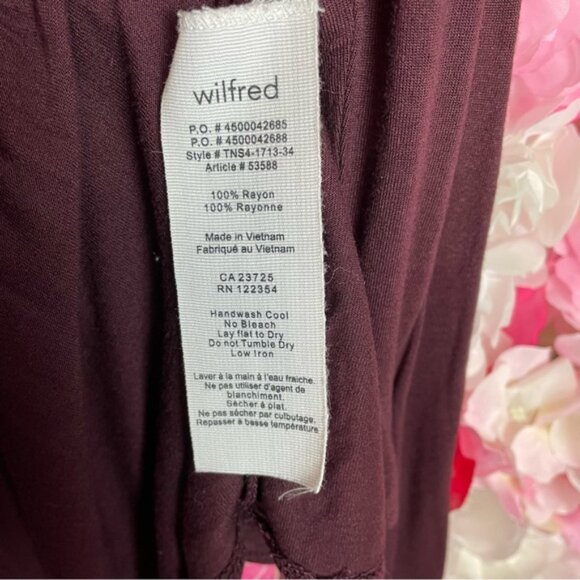 wilfred
P.O. # 4500042685
P.O. # 4500042688
Style # TNS4-1713-34
Article # 53588
100% Rayon
100% Rayonne
Made in Vietnam
Fabriqué au Vietnam
CA 23725
RN 122354
Handwash Cool
No Bleach
Lay flat to Dry
Do not Tumble Dry
Low Iron
Laver à la main à l'eau fraiche.
Ne pas utiliser d'agent de
blanchiment.
Sécher à plat.
Ne pas sécher par culbutage.
Repasser à basse température